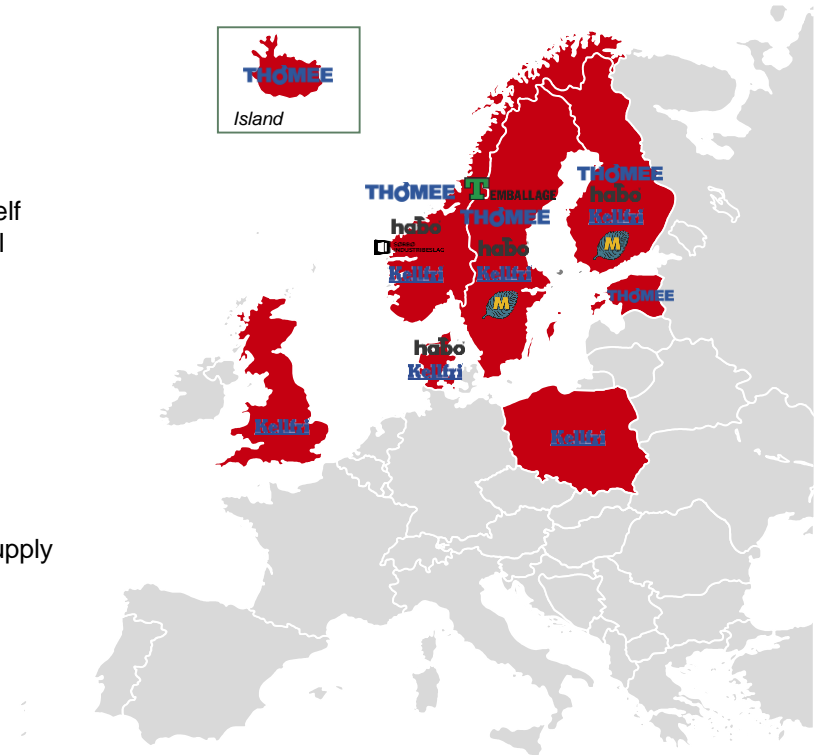 THOMEE
Island
elf
THOMEE
habo
Kellfri
M
THOMEE
T EMBALLAGE
THOMEE
habo
Kellfri
M
habo
INDUSTRIBESLAG
Kellfri
THOMEE
habo
Kellfri
Kellfri
Kellfri
upply